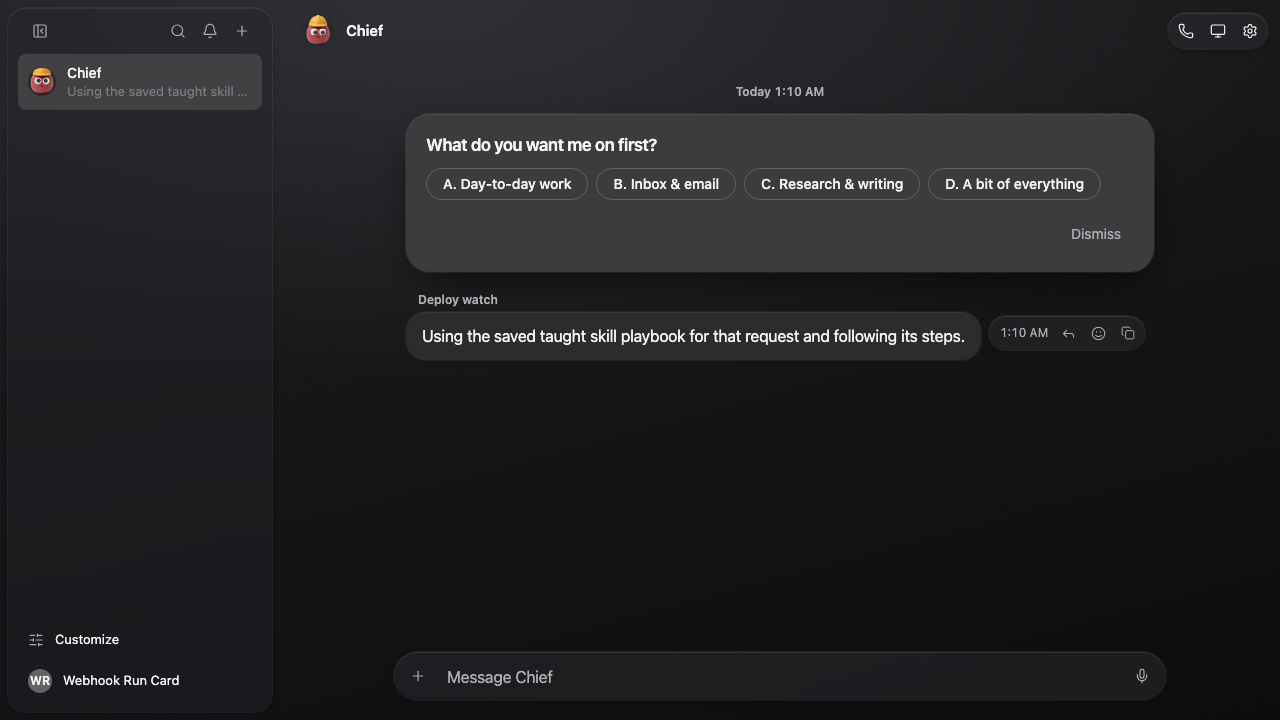 Chief
Using the saved taught skill ...
Customize
WR
Webhook Run Card
Chief
Today 1:10 AM
What do you want me on first?
A. Day-to-day work
B. Inbox & email
C. Research & writing
D. A bit of everything
Dismiss
Deploy watch
Using the saved taught skill playbook for that request and following its steps.
1:10 AM
Message Chief